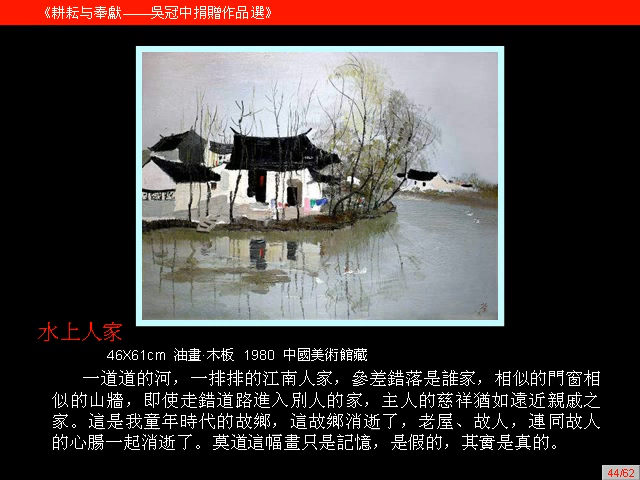 《耕耘与奉獻——吳冠中捐贈作品選》
水上人家
46X61cm 油畫·木板 1980 中國美術館藏
一道道的河，一排排的江南人家，參差錯落是誰家，相似的門窗相
似的山牆，即使走錯道路進入別人的家，主人的慈祥猶如遠近親戚之
家。這是我童年時代的故鄉，這故鄉消逝了，老屋、故人，連同故人
的心腸一起消逝了。莫道這幅畫只是記憶，是假的，其實是真的。
44/62